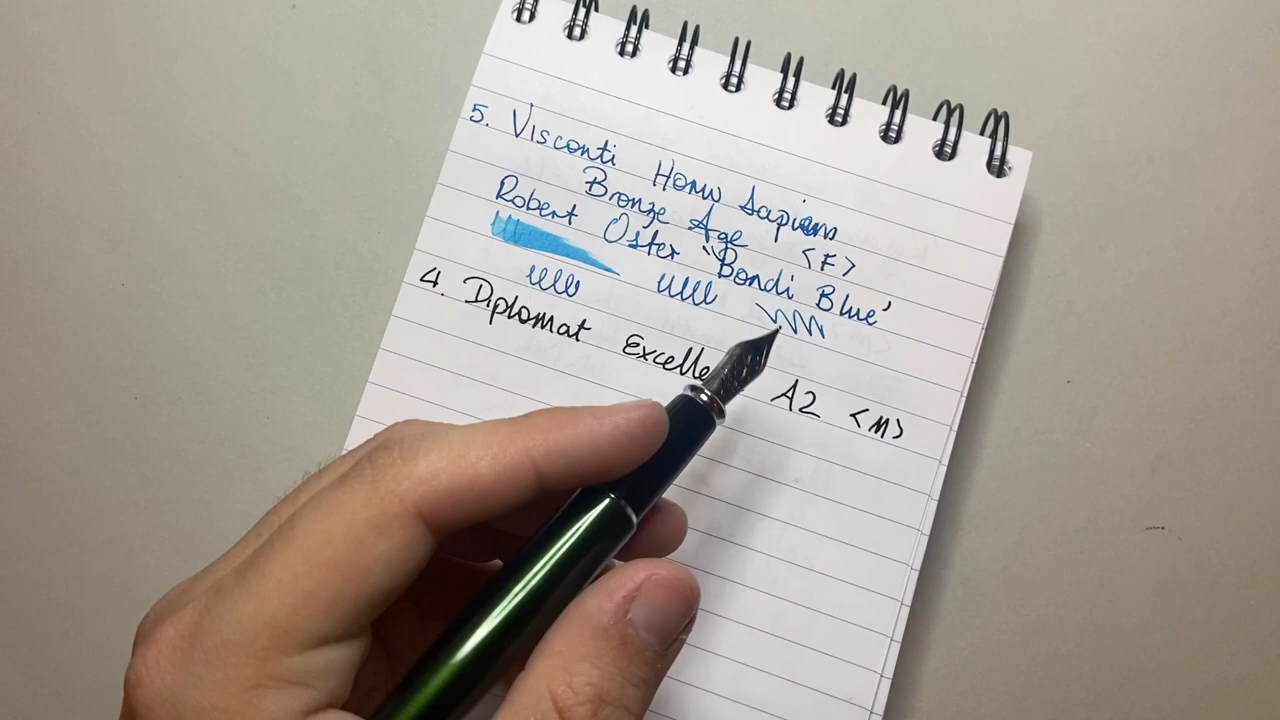 5. Visconti Homo Sapiens
Bronze Age <F>
Robert Oster "Bondi Blue'
4. Diplomat Excelle A2 <M>